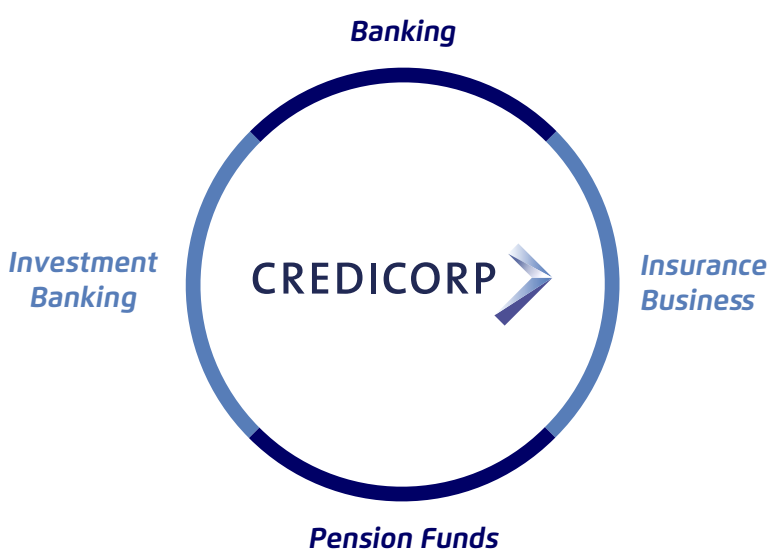 Banking
Investment
Banking
CREDICORP
Insurance
Business
Pension Funds